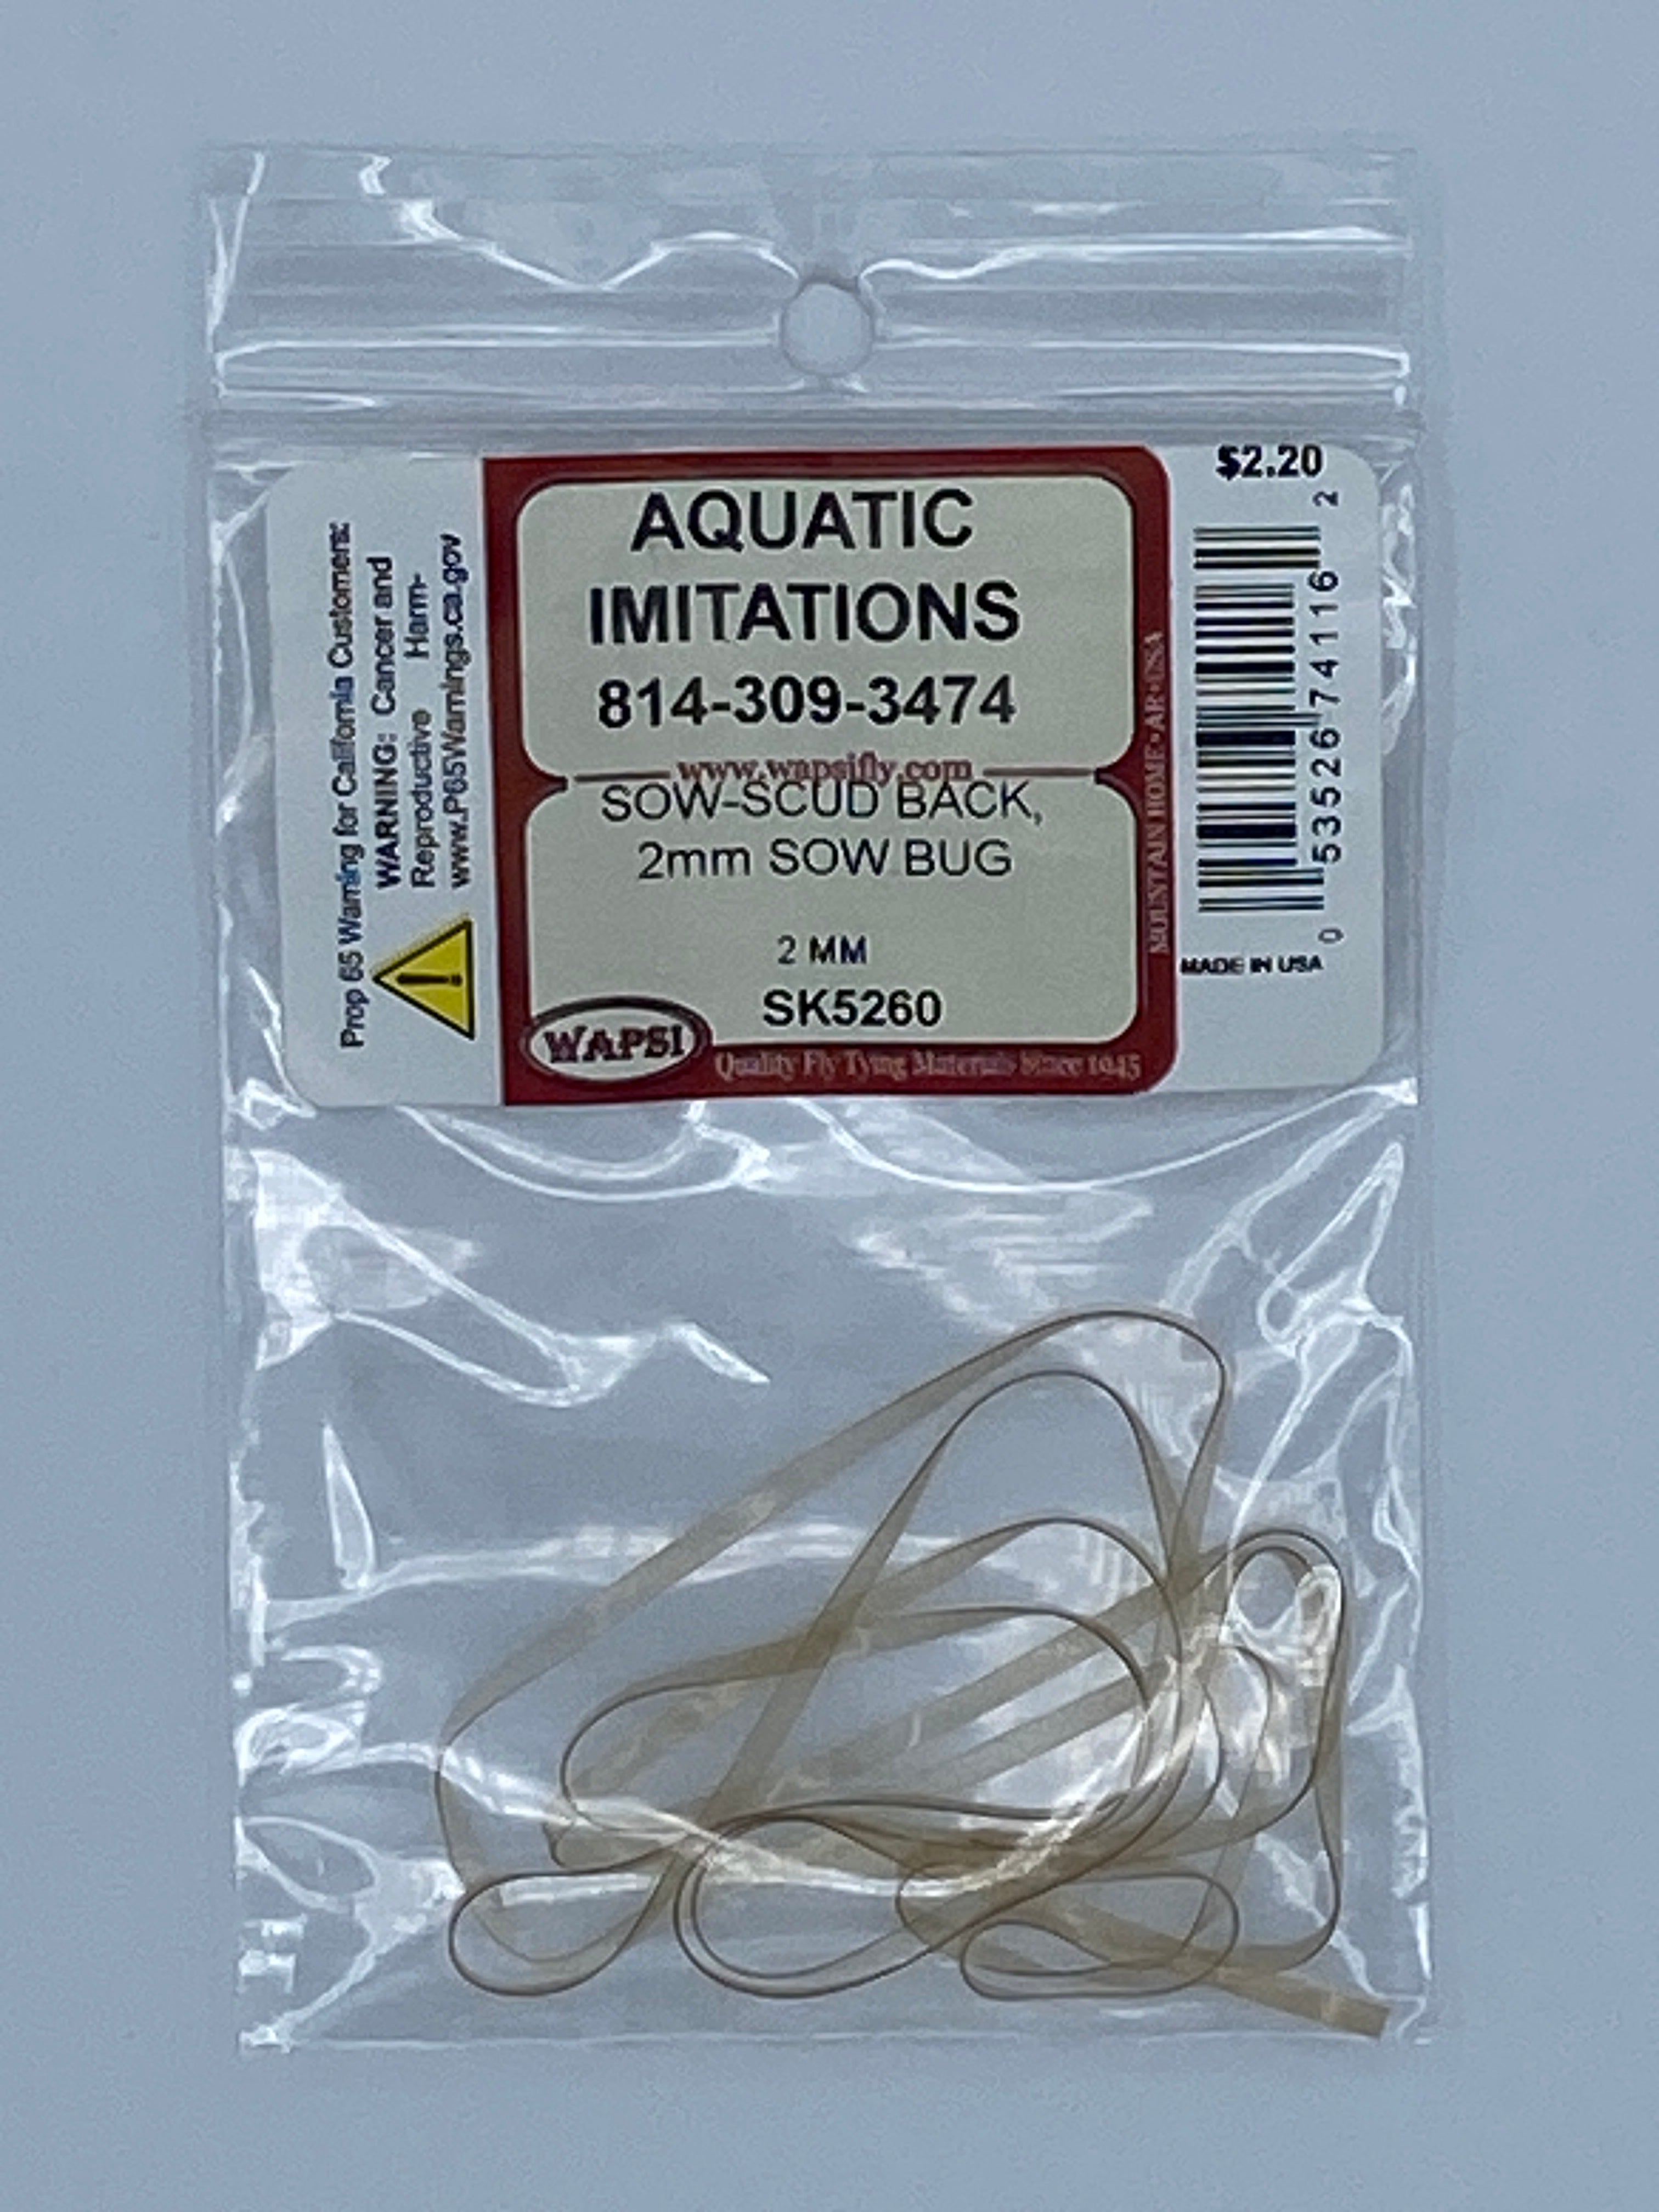 Prop 65 Warning for California Customers:
WARNING: Cancer and
Reproductive Harm-
www.P65Warnings.ca.gov
AQUATIC
IMITATIONS
814-309-3474
www.wapsifly.com
SOW-SCUD BACK,
2mm SOW BUG
2 MM
SK5260
WAPSI
Quality Fly Tying Materials Since 1945
MOUNTAIN HOME•AR•USA
$2.20
0 53526 74116 2
MADE IN USA